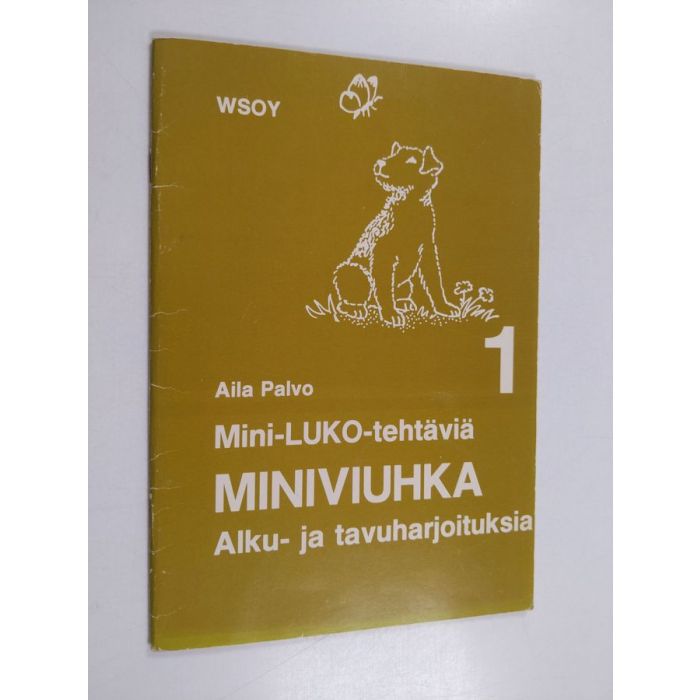 WSOY
1
Aila Palvo
Mini-LUKO-tehtäviä
MINIVIUHKA
Alku- ja tavuharjoituksia